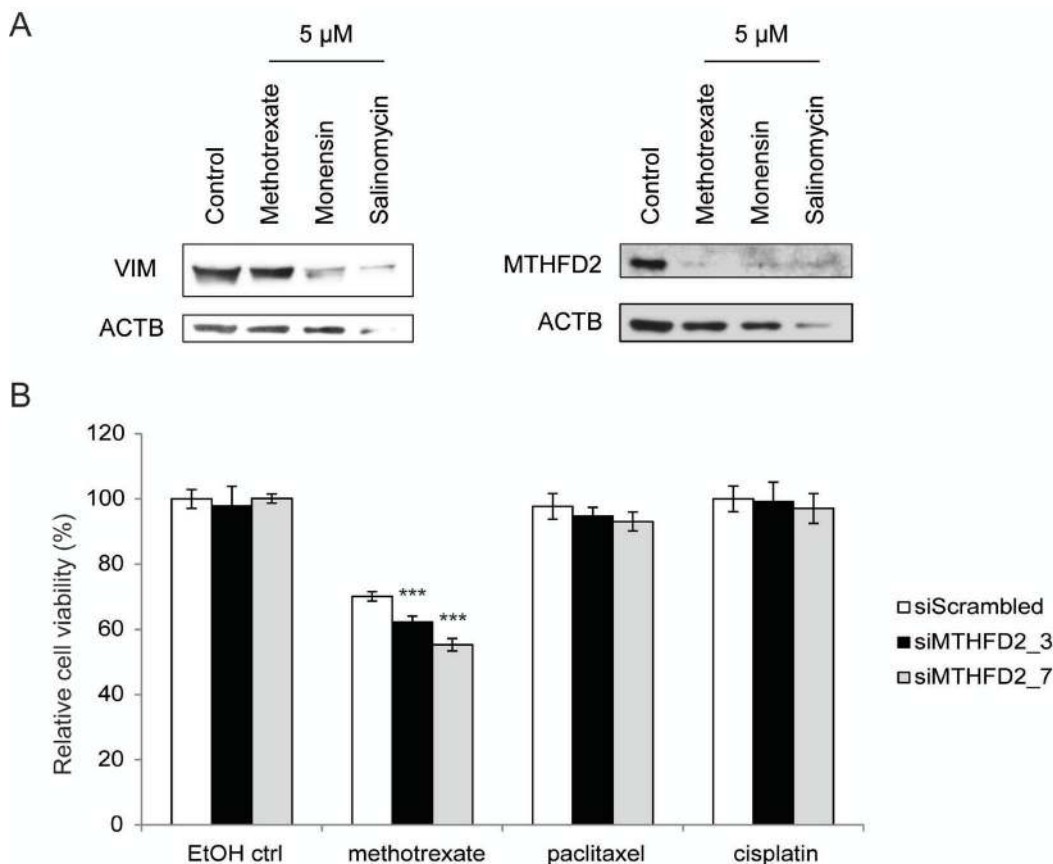 A
5 µM
Control
Methotrexate
Monensin
Salinomycin
VIM
ACTB
5 µM
Control
Methotrexate
Monensin
Salinomycin
MTHFD2
ACTB
B
Relative cell viability (%)
120
100
80
60
40
20
0
***
***
EtOH ctrl methotrexate paclitaxel cisplatin
siScrambled
siMTHFD2_3
siMTHFD2_7